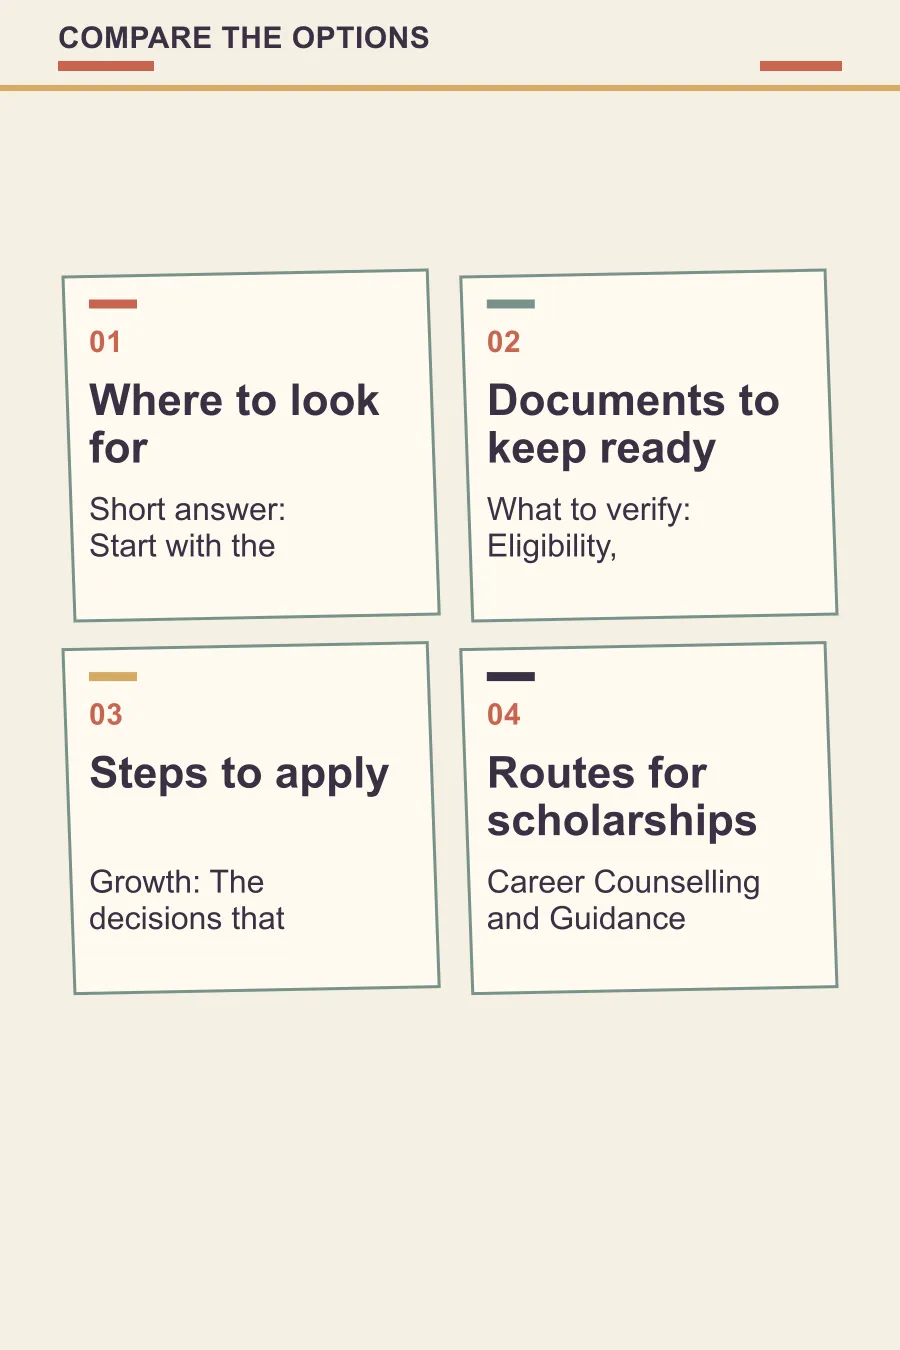 COMPARE THE OPTIONS
01
Where to look
for
Short answer:
Start with the
02
Documents to
keep ready
What to verify:
Eligibility,
03
Steps to apply
Growth: The
decisions that
04
Routes for
scholarships
Career Counselling
and Guidance